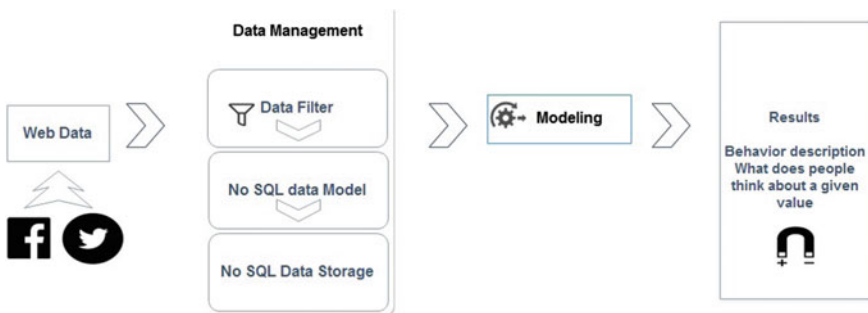 Data Management
Web Data
Data Filter
No SQL data Model
No SQL Data Storage
Modeling
Results
Behavior description
What does people
think about a given
value
+ −